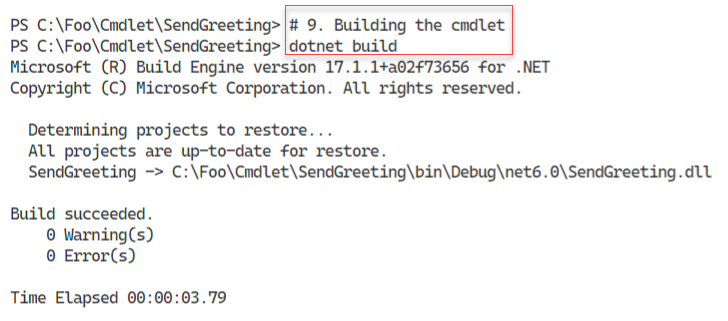 PS C:\Foo\Cmdlet\SendGreeting> # 9. Building the cmdlet
PS C:\Foo\Cmdlet\SendGreeting> dotnet build
Microsoft (R) Build Engine version 17.1.1+a02f73656 for .NET
Copyright (C) Microsoft Corporation. All rights reserved.
Determining projects to restore...
All projects are up-to-date for restore.
SendGreeting -> C:\Foo\Cmdlet\SendGreeting\bin\Debug\net6.0\SendGreeting.dll
Build succeeded.
0 Warning(s)
0 Error(s)
Time Elapsed 00:00:03.79